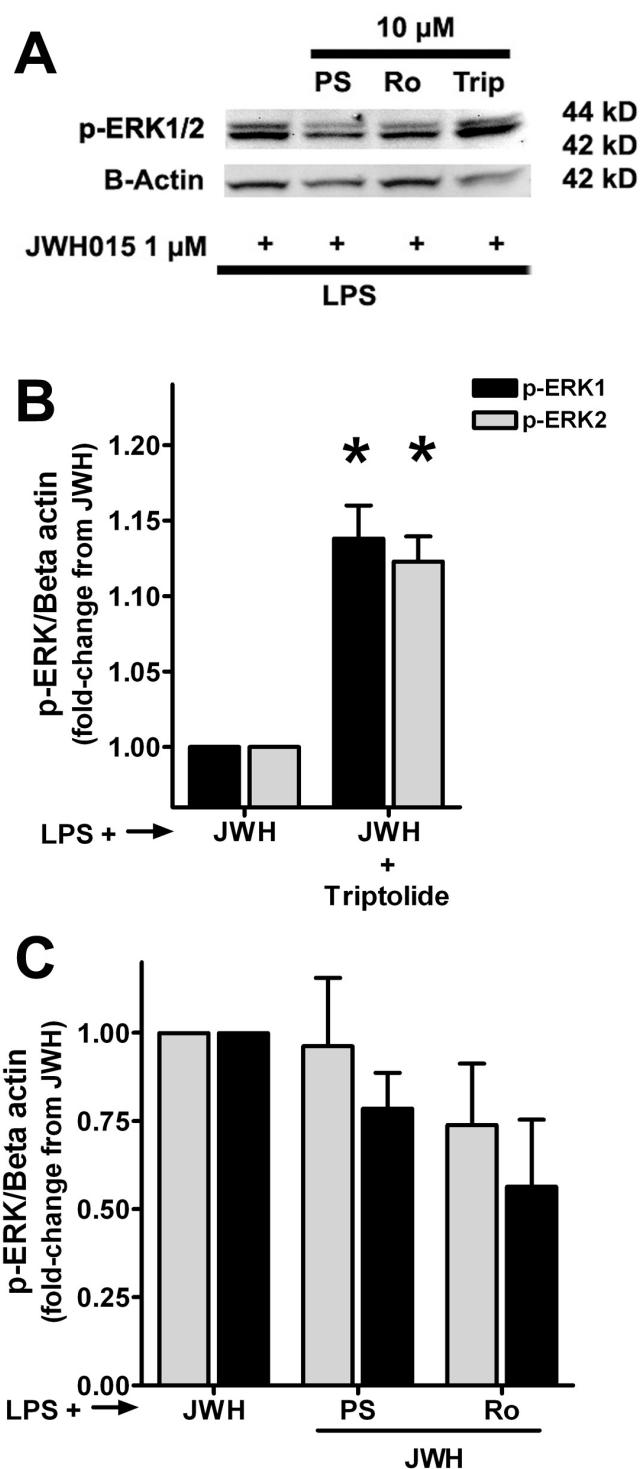 A
10 µM
PS Ro Trip
p-ERK1/2
44 kD
42 kD
B-Actin
42 kD
JWH015 1 µM + + + +
LPS
B
p-ERK1
p-ERK2
p-ERK/Beta actin
(fold-change from JWH)
1.20
1.15
1.10
1.05
1.00
* *
LPS + JWH JWH
+
Triptolide
C
p-ERK/Beta actin
(fold-change from JWH)
1.00
0.75
0.50
0.25
0.00
LPS + JWH PS Ro
JWH